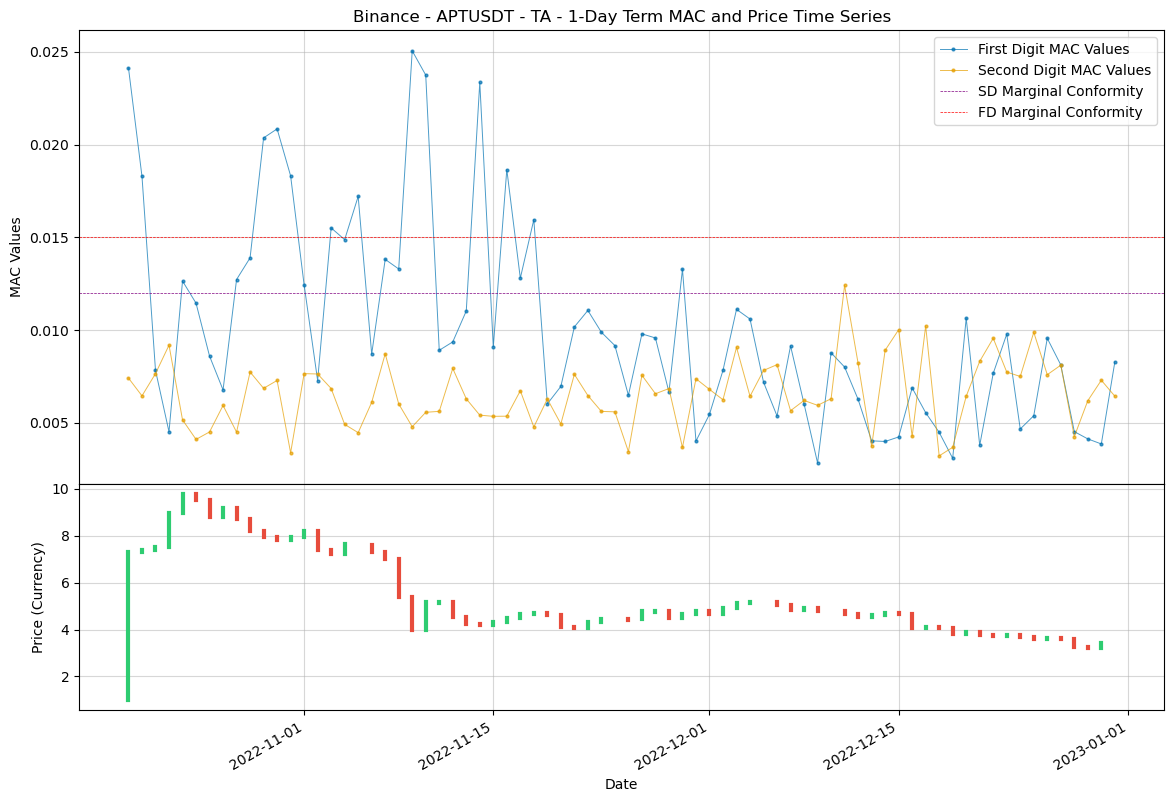 Binance - APTUSDT - TA - 1-Day Term MAC and Price Time Series
First Digit MAC Values
Second Digit MAC Values
SD Marginal Conformity
FD Marginal Conformity
MAC Values
0.025
0.020
0.015
0.010
0.005
Price (Currency)
10
8
6
4
2
2022-11-01
2022-11-15
2022-12-01
2022-12-15
2023-01-01
Date